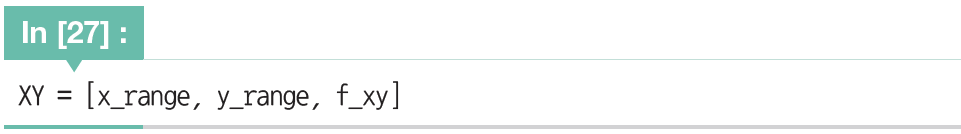 In [27] :
XY = [x_range, y_range, f_xy]